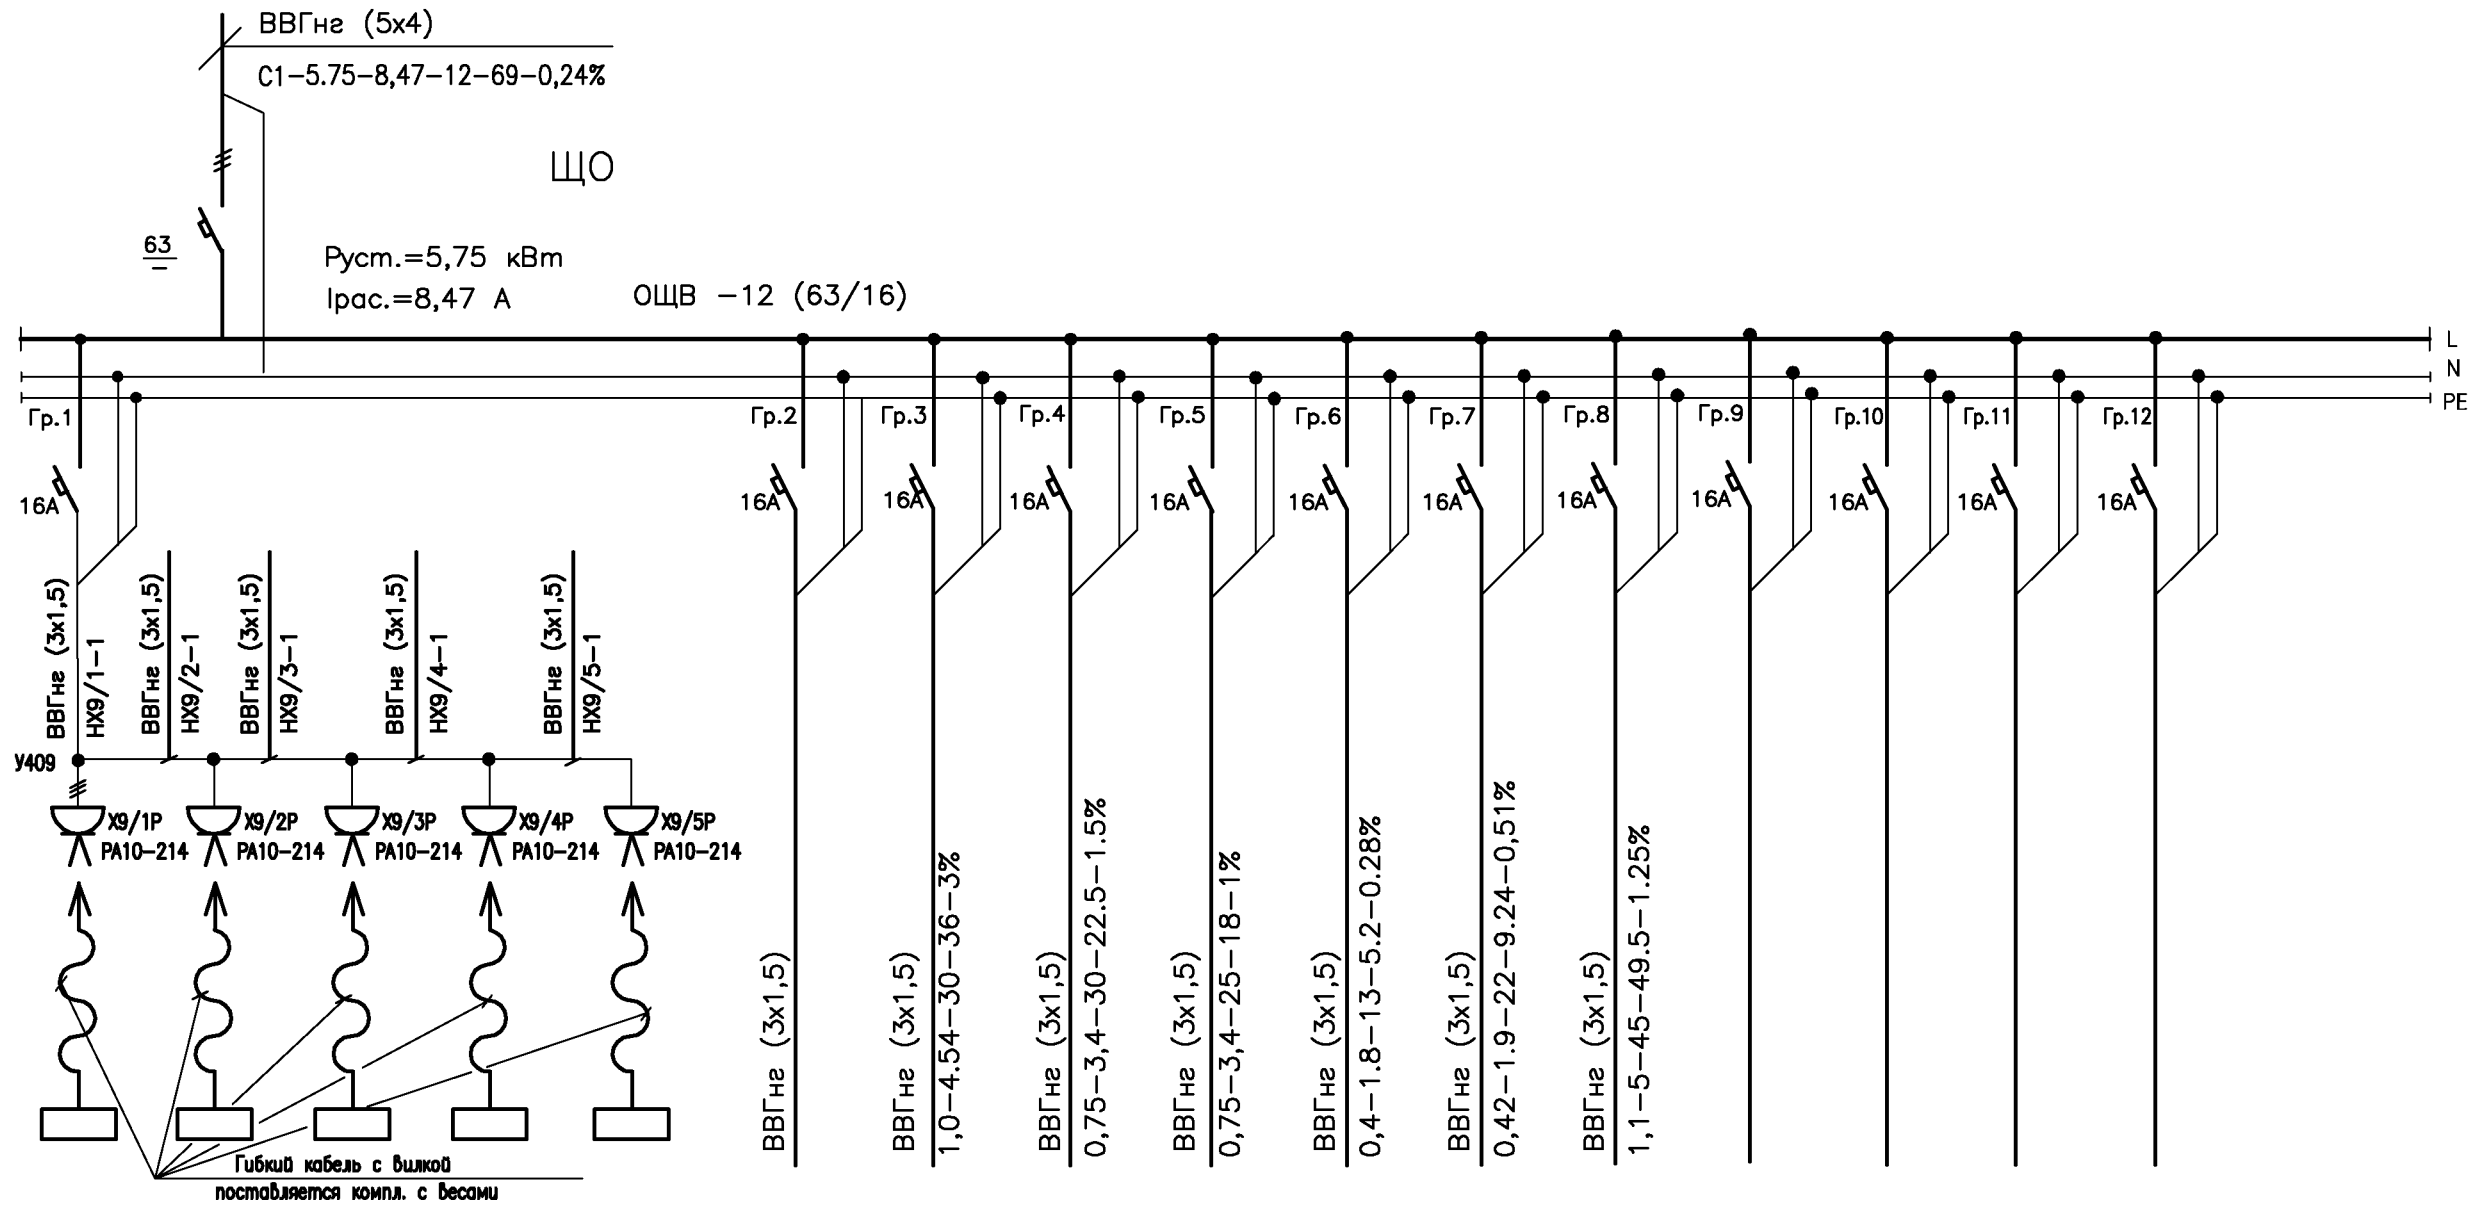 ВВГнг (5х4)
С1-5.75-8,47-12-69-0,24%
ЩО
63
Руст.=5,75 кВт
Iрас.=8,47 А
ОЩВ -12 (63/16)
L
N
PE
Гр.1
Гр.2
Гр.3
Гр.4
Гр.5
Гр.6
Гр.7
Гр.8
Гр.9
Гр.10
Гр.11
Гр.12
16А
16А
16А
16А
16А
16А
16А
16А
16А
16А
16А
16А
ВВГнг (3х1,5)
НХ9/1-1
ВВГнг (3х1,5)
НХ9/2-1
ВВГнг (3х1,5)
НХ9/3-1
ВВГнг (3х1,5)
НХ9/4-1
ВВГнг (3х1,5)
НХ9/5-1
У409
Х9/1Р
РА10-214
Х9/2Р
РА10-214
Х9/3Р
РА10-214
Х9/4Р
РА10-214
Х9/5Р
РА10-214
ВВГнг (3х1,5)
ВВГнг (3х1,5)
1,0-4.54-30-36-3%
ВВГнг (3х1,5)
0,75-3,4-30-22.5-1.5%
ВВГнг (3х1,5)
0,75-3,4-25-18-1%
ВВГнг (3х1,5)
0,4-1.8-13-5.2-0.28%
ВВГнг (3х1,5)
0,42-1.9-22-9.24-0,51%
ВВГнг (3х1,5)
1,1-5-45-49.5-1.25%
Гибкий кабель с вилкой
поставляется компл. с весами